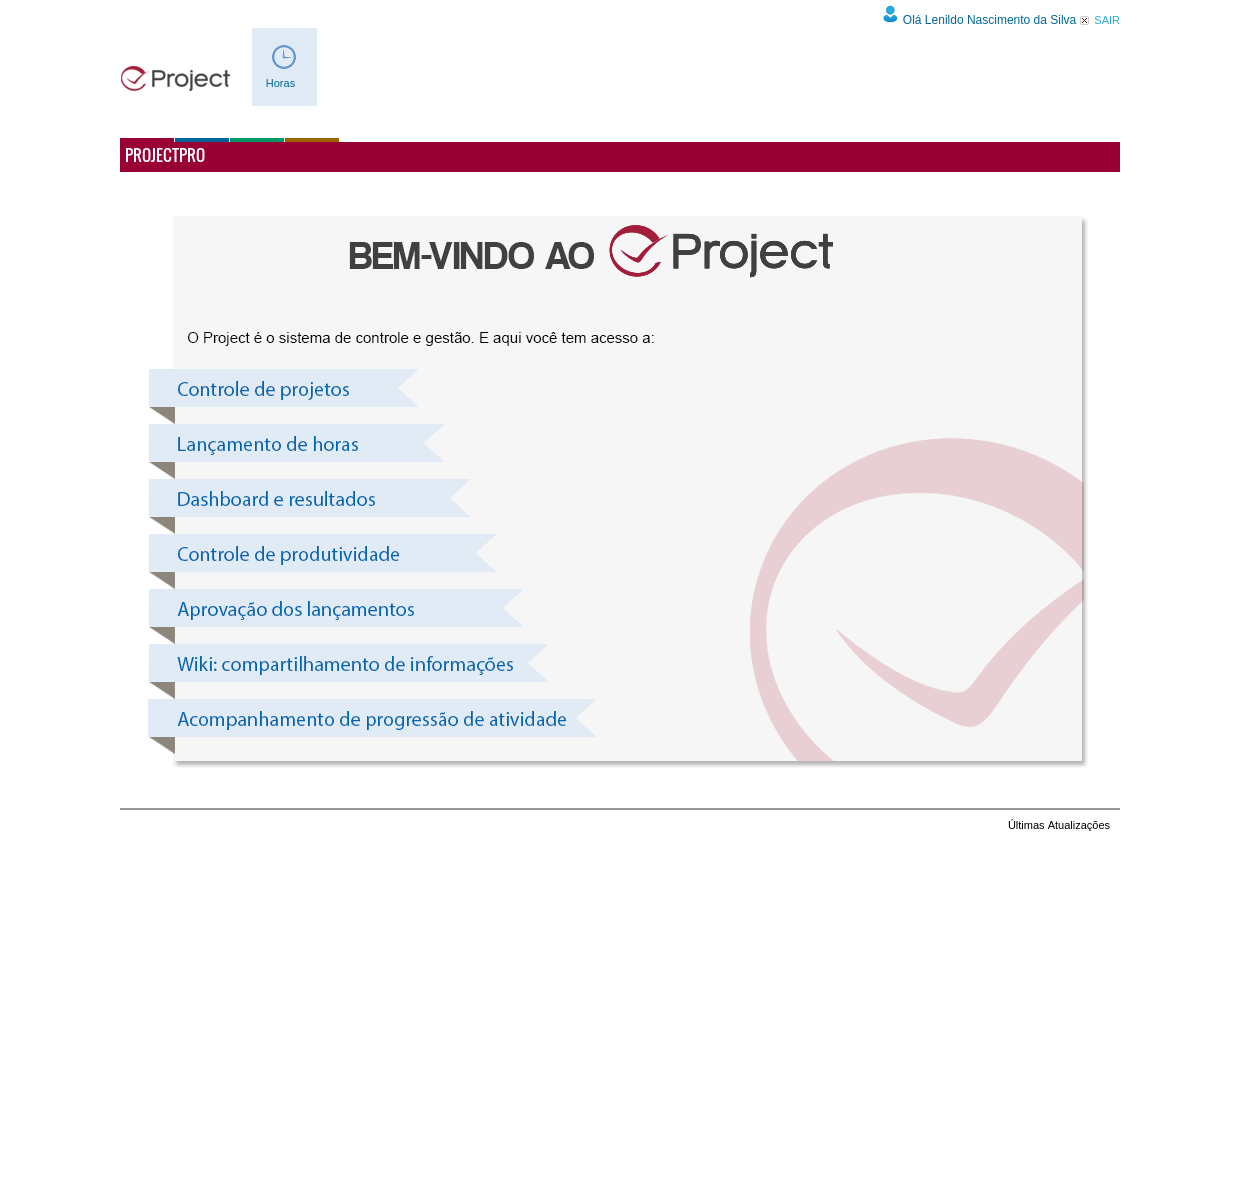 Olá Lenildo Nascimento da Silva SAIR
Project
Horas
PROJECTPRO
BEM-VINDO AO Project
O Project é o sistema de controle e gestão. E aqui você tem acesso a:
Controle de projetos
Lançamento de horas
Dashboard e resultados
Controle de produtividade
Aprovação dos lançamentos
Wiki: compartilhamento de informações
Acompanhamento de progressão de atividade
Últimas Atualizações